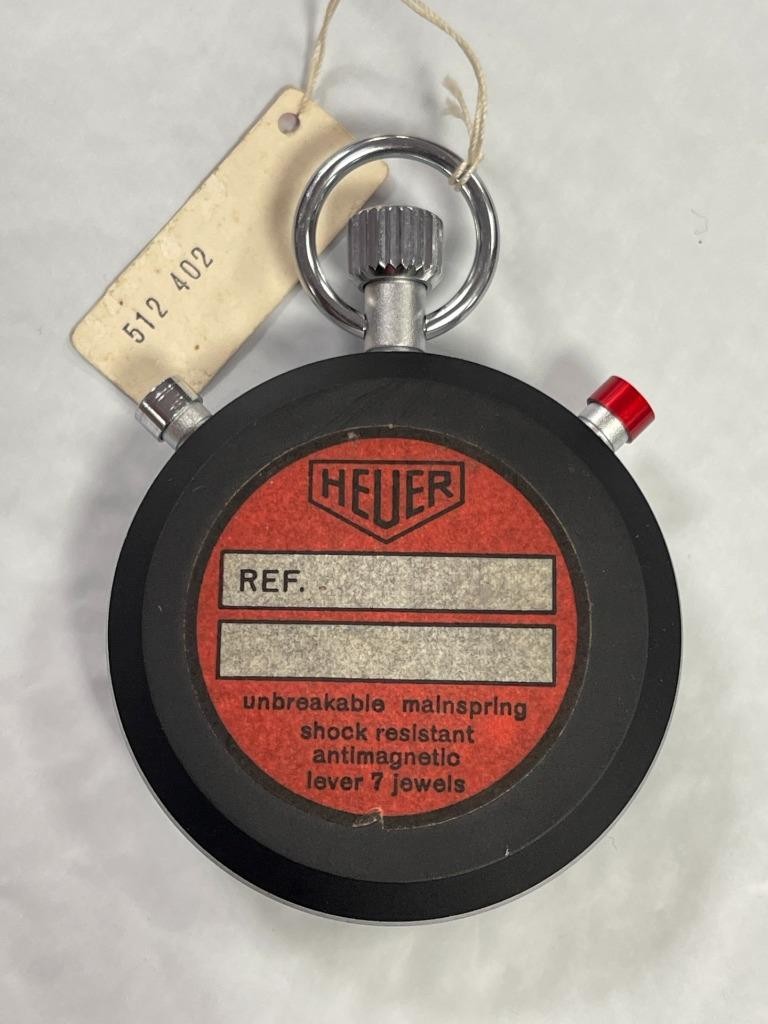 512 402
HEUER
REF.
unbreakable mainspring
shock resistant
antimagnetic
lever 7 jewels